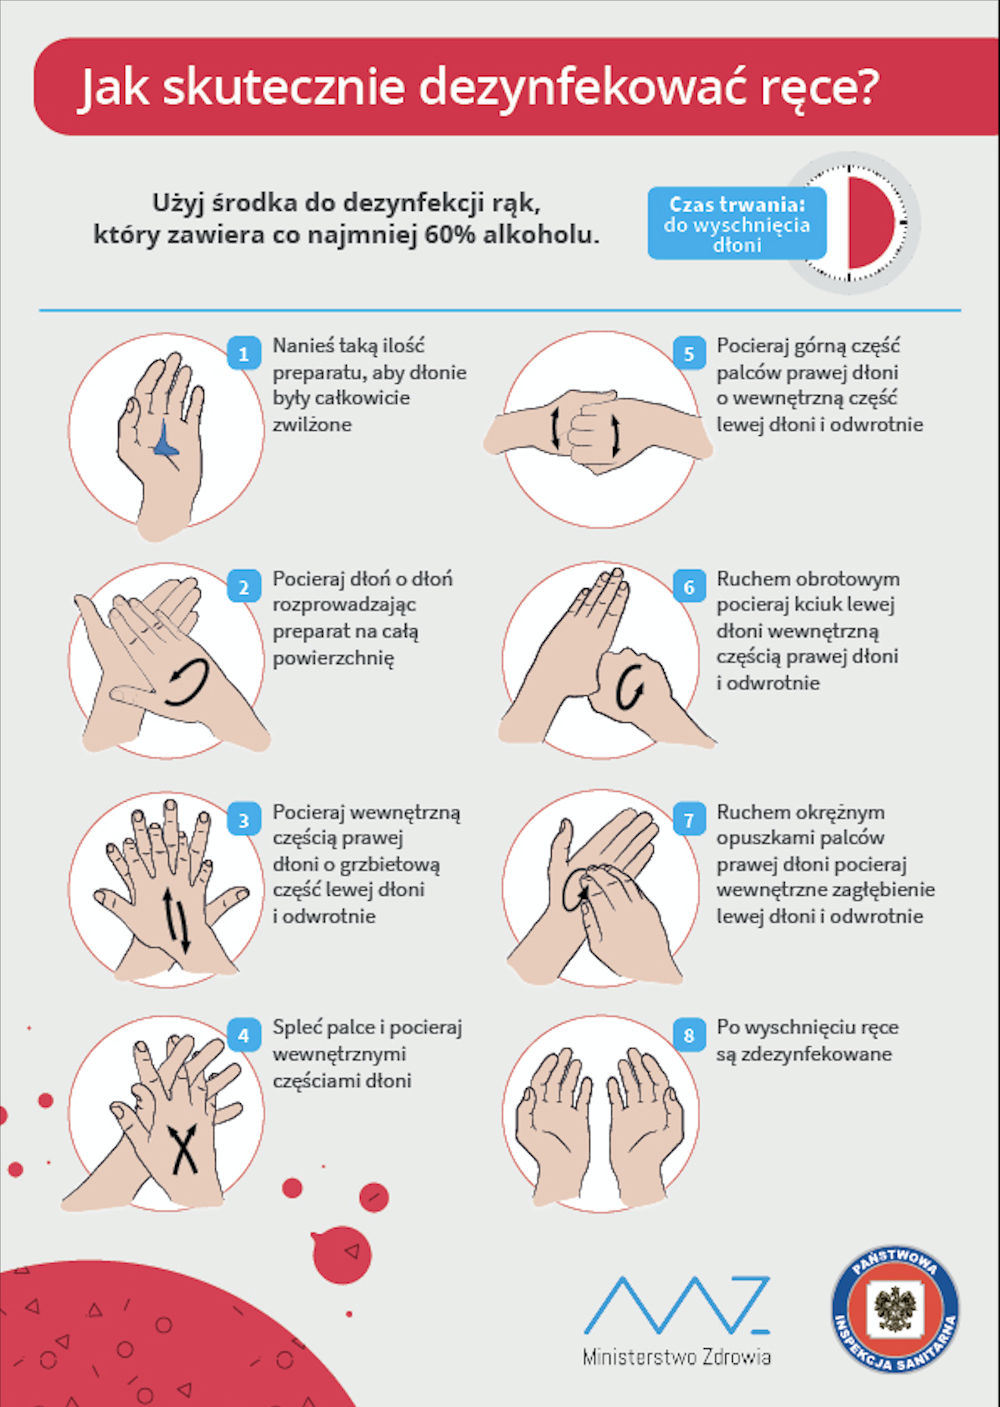 Jak skutecznie dezynfekować ręce?
Użyj środka do dezynfekcji rąk,
który zawiera co najmniej 60% alkoholu.
Czas trwania:
do wyschnięcia
dłoni
1
Nanieś taką ilość
preparatu, aby dłonie
były całkowicie
zwilżone
2
Pocieraj dłoń o dłoń
rozprowadzając
preparat na całą
powierzchnię
3
Pocieraj wewnętrzną
częścią prawej
dłoni o grzbietową
część lewej dłoni
i odwrotnie
4
Spleć palce i pocieraj
wewnętrznymi
częściami dłoni
5
Pocieraj górną część
palców prawej dłoni
o wewnętrzną część
lewej dłoni i odwrotnie
6
Ruchem obrotowym
pocieraj kciuk lewej
dłoni wewnętrzną
częścią prawej dłoni
i odwrotnie
7
Ruchem okrężnym
opuszkami palców
prawej dłoni pocieraj
wewnętrzne zagłębienie
lewej dłoni i odwrotnie
8
Po wyschnięciu ręce
są zdezynfekowane
MZ
Ministerstwo Zdrowia
PAŃSTWOWA
INSPEKCJA SANITARNA